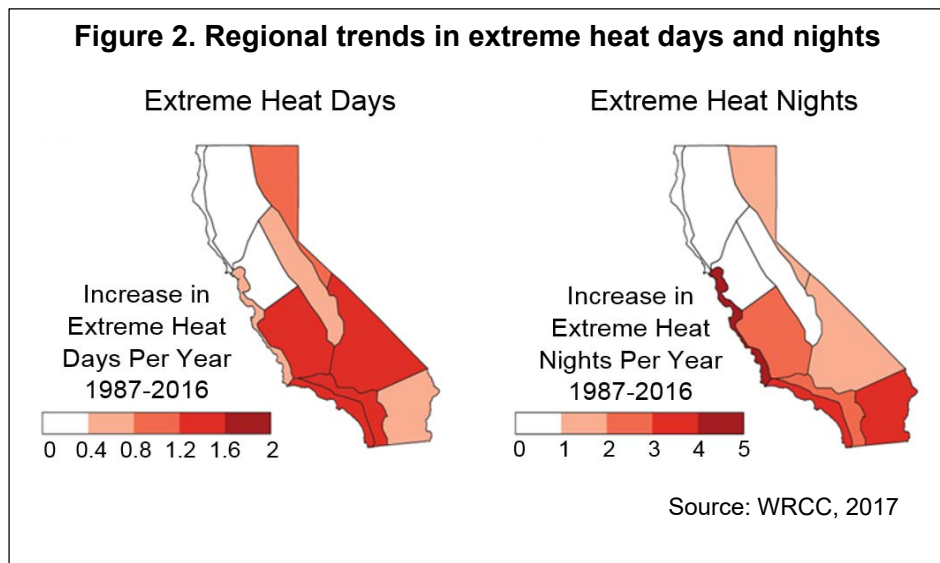 Figure 2. Regional trends in extreme heat days and nights
Extreme Heat Days
Extreme Heat Nights
Increase in
Extreme Heat
Days Per Year
1987-2016
0 0.4 0.8 1.2 1.6 2
Increase in
Extreme Heat
Nights Per Year
1987-2016
0 1 2 3 4 5
Source: WRCC, 2017